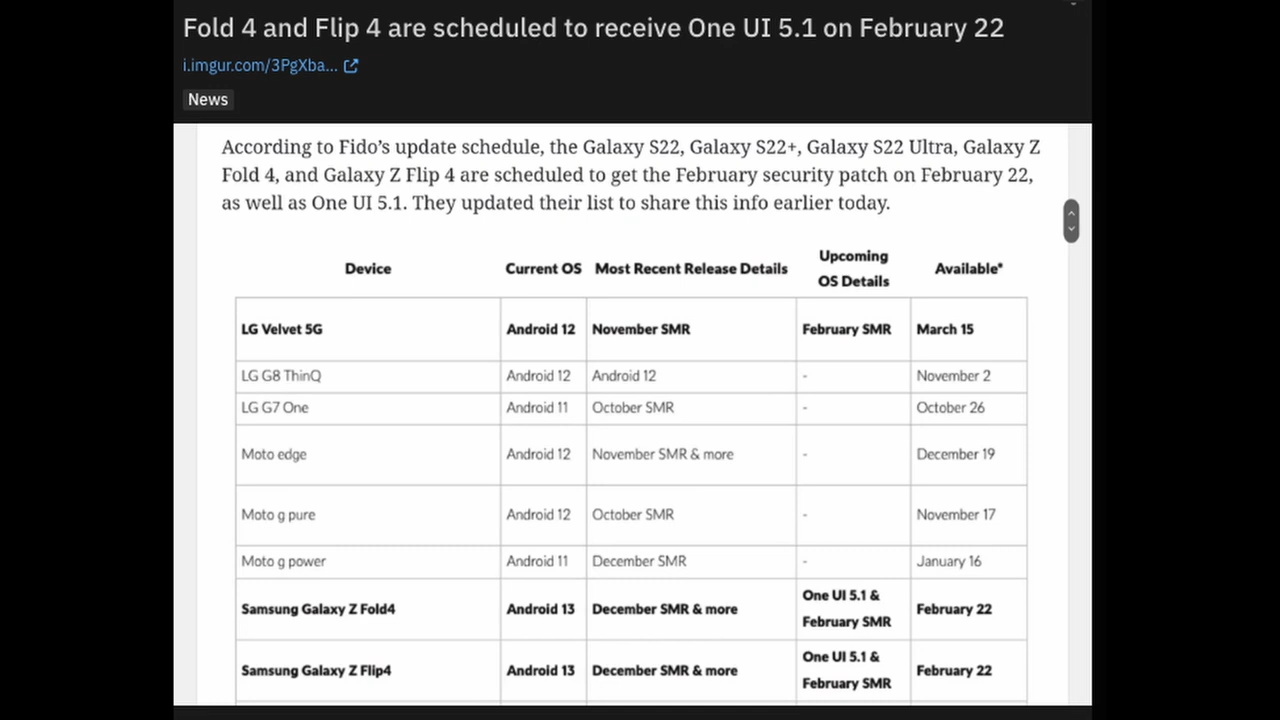 Fold 4 and Flip 4 are scheduled to receive One UI 5.1 on February 22
i.imgur.com/3PgXba...
News
According to Fido’s update schedule, the Galaxy S22, Galaxy S22+, Galaxy S22 Ultra, Galaxy Z
Fold 4, and Galaxy Z Flip 4 are scheduled to get the February security patch on February 22,
as well as One UI 5.1. They updated their list to share this info earlier today.
Device Current OS Most Recent Release Details Upcoming OS Details Available*
LG Velvet 5G Android 12 November SMR February SMR March 15
LG G8 ThinQ Android 12 Android 12 - November 2
LG G7 One Android 11 October SMR - October 26
Moto edge Android 12 November SMR & more - December 19
Moto g pure Android 12 October SMR - November 17
Moto g power Android 11 December SMR - January 16
Samsung Galaxy Z Fold4 Android 13 December SMR & more One UI 5.1 & February SMR February 22
Samsung Galaxy Z Flip4 Android 13 December SMR & more One UI 5.1 & February SMR February 22